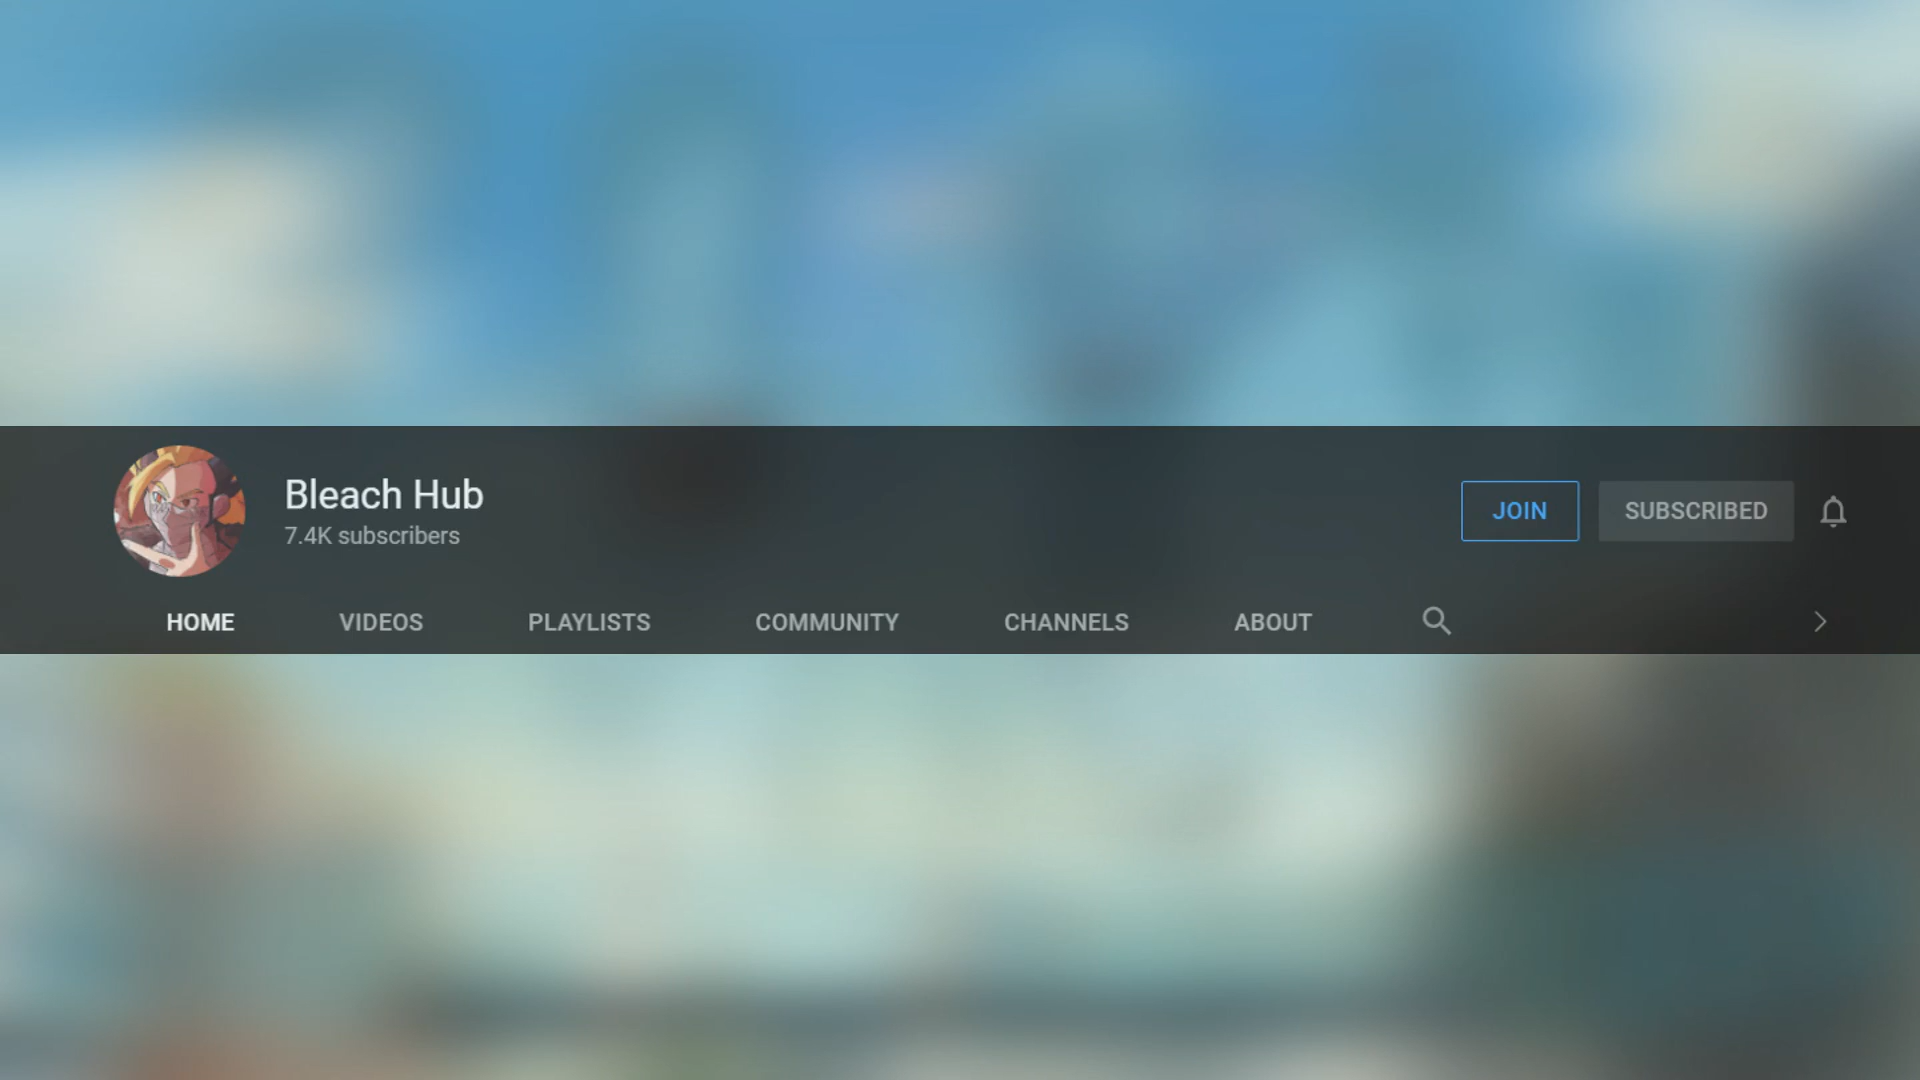 Bleach Hub
7.4K subscribers
JOIN
SUBSCRIBED
HOME
VIDEOS
PLAYLISTS
COMMUNITY
CHANNELS
ABOUT